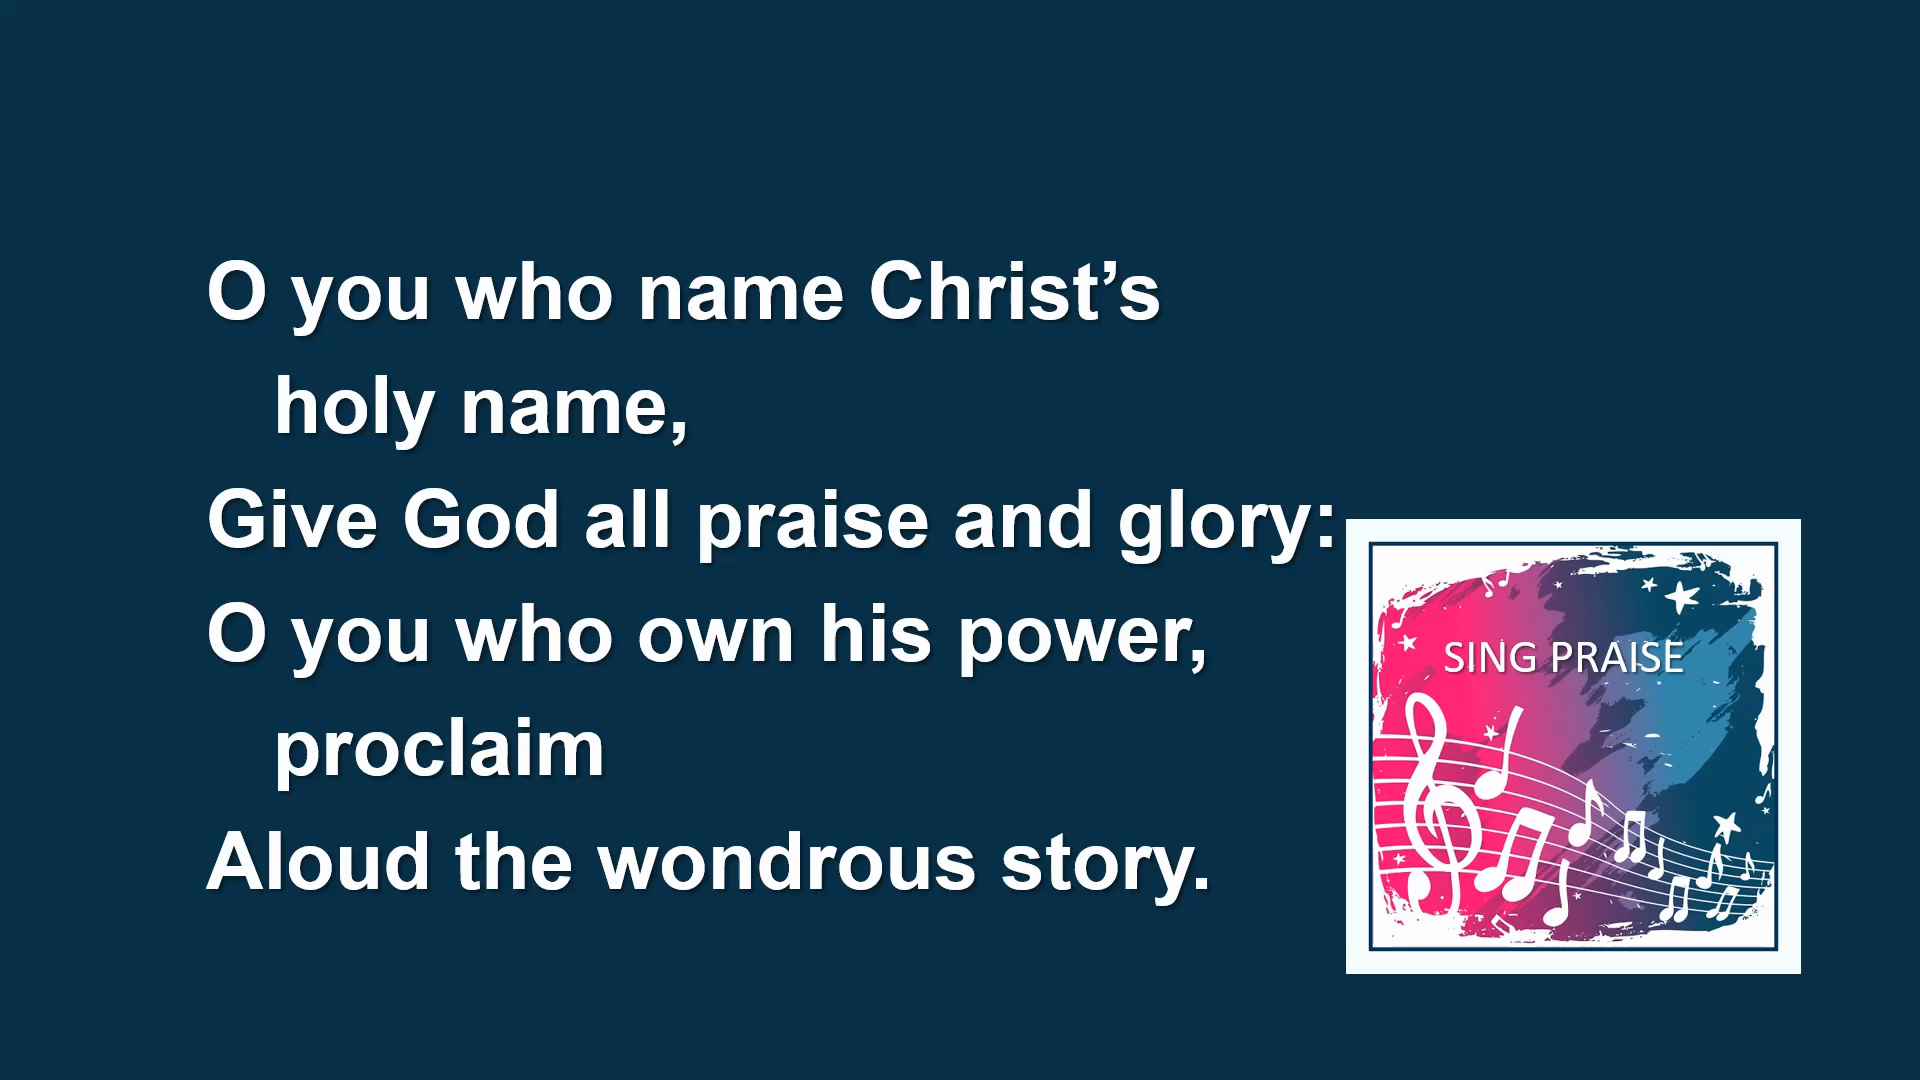 O you who name Christ’s
holy name,
Give God all praise and glory:
O you who own his power,
proclaim
Aloud the wondrous story.
SING PRAISE